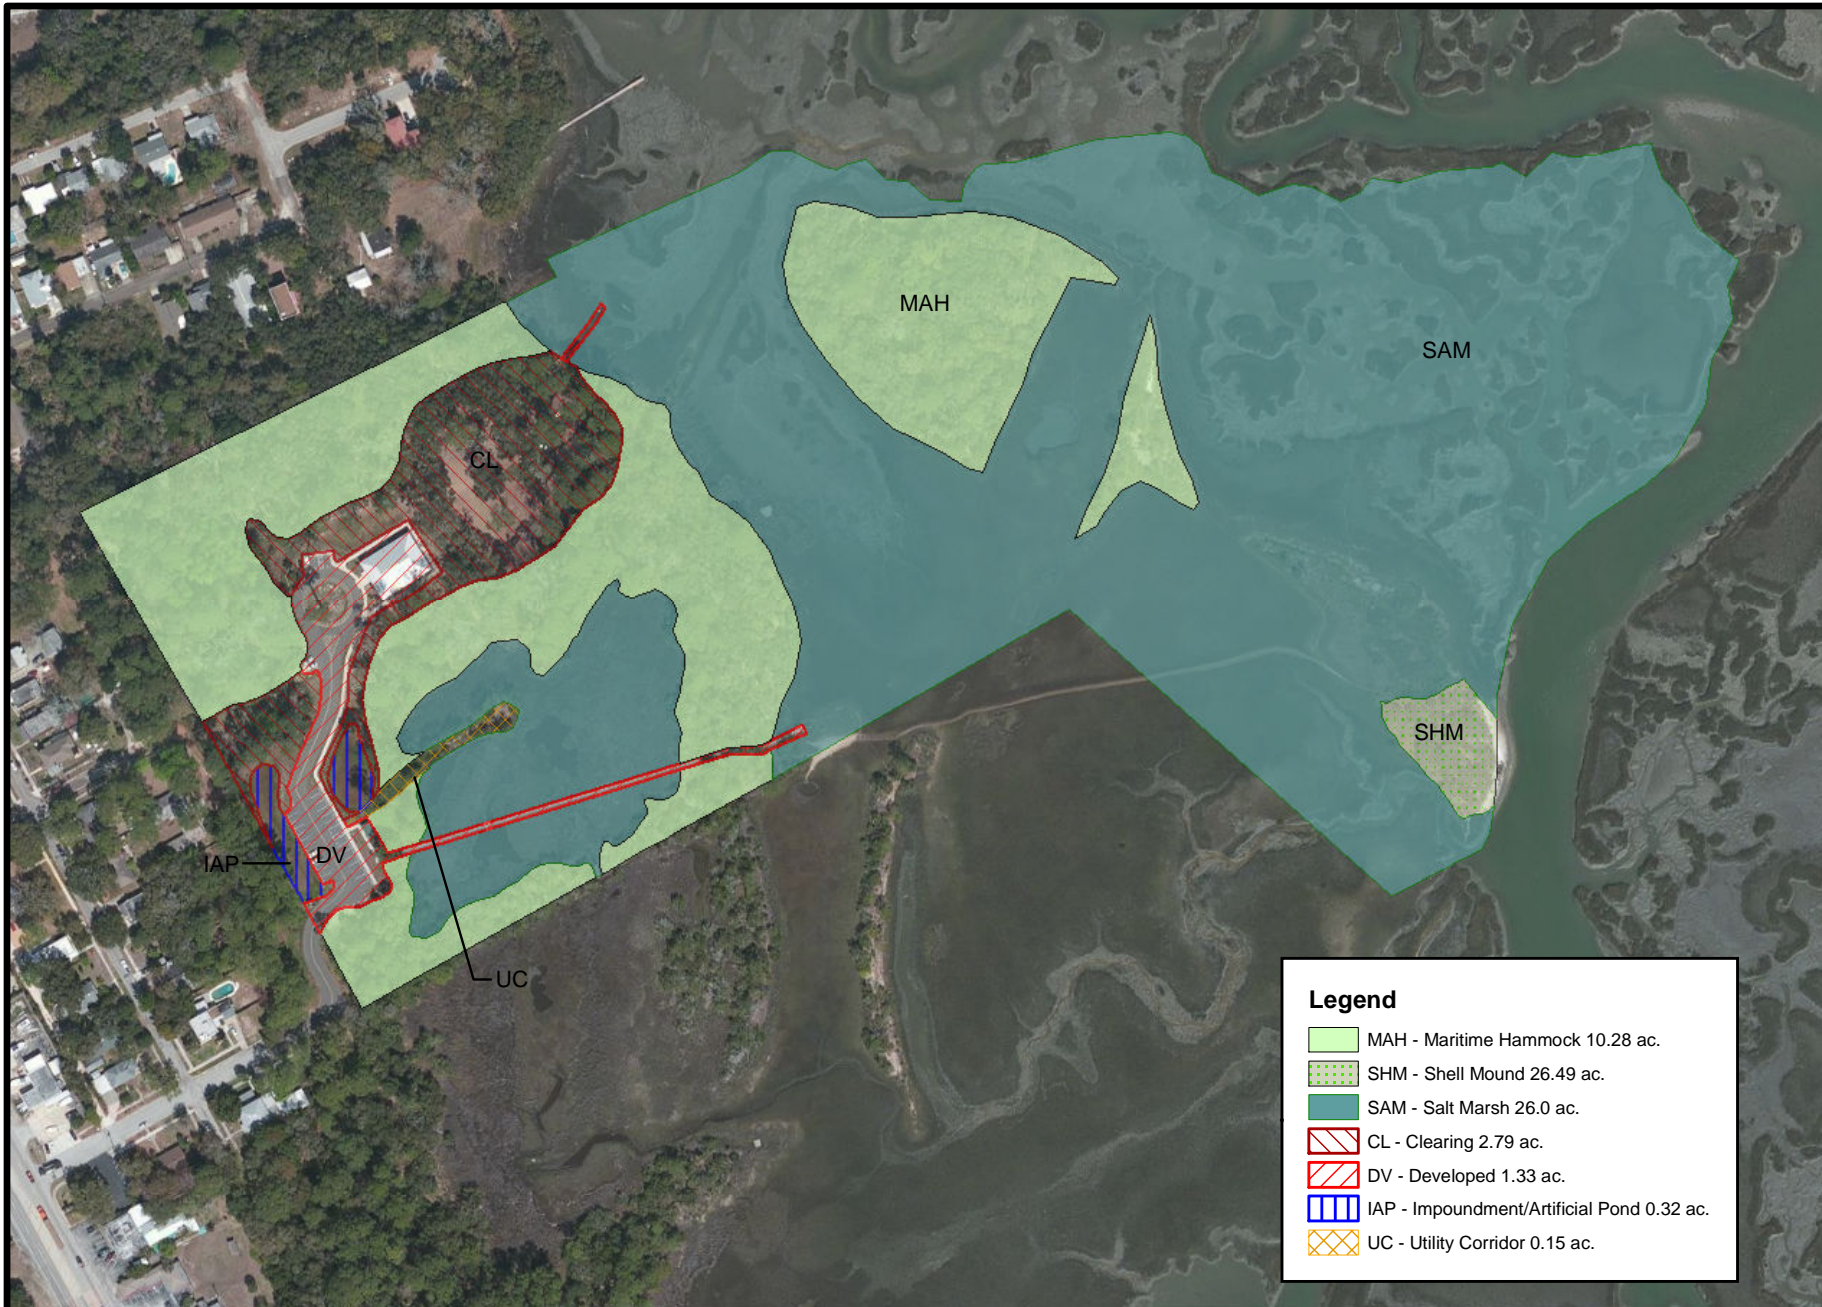 MAH
SAM
CL
SHM
DV
IAP
UC
Legend
MAH - Maritime Hammock 10.28 ac.
SHM - Shell Mound 26.49 ac.
SAM - Salt Marsh 26.0 ac.
CL - Clearing 2.79 ac.
DV - Developed 1.33 ac.
IAP - Impoundment/Artificial Pond 0.32 ac.
UC - Utility Corridor 0.15 ac.